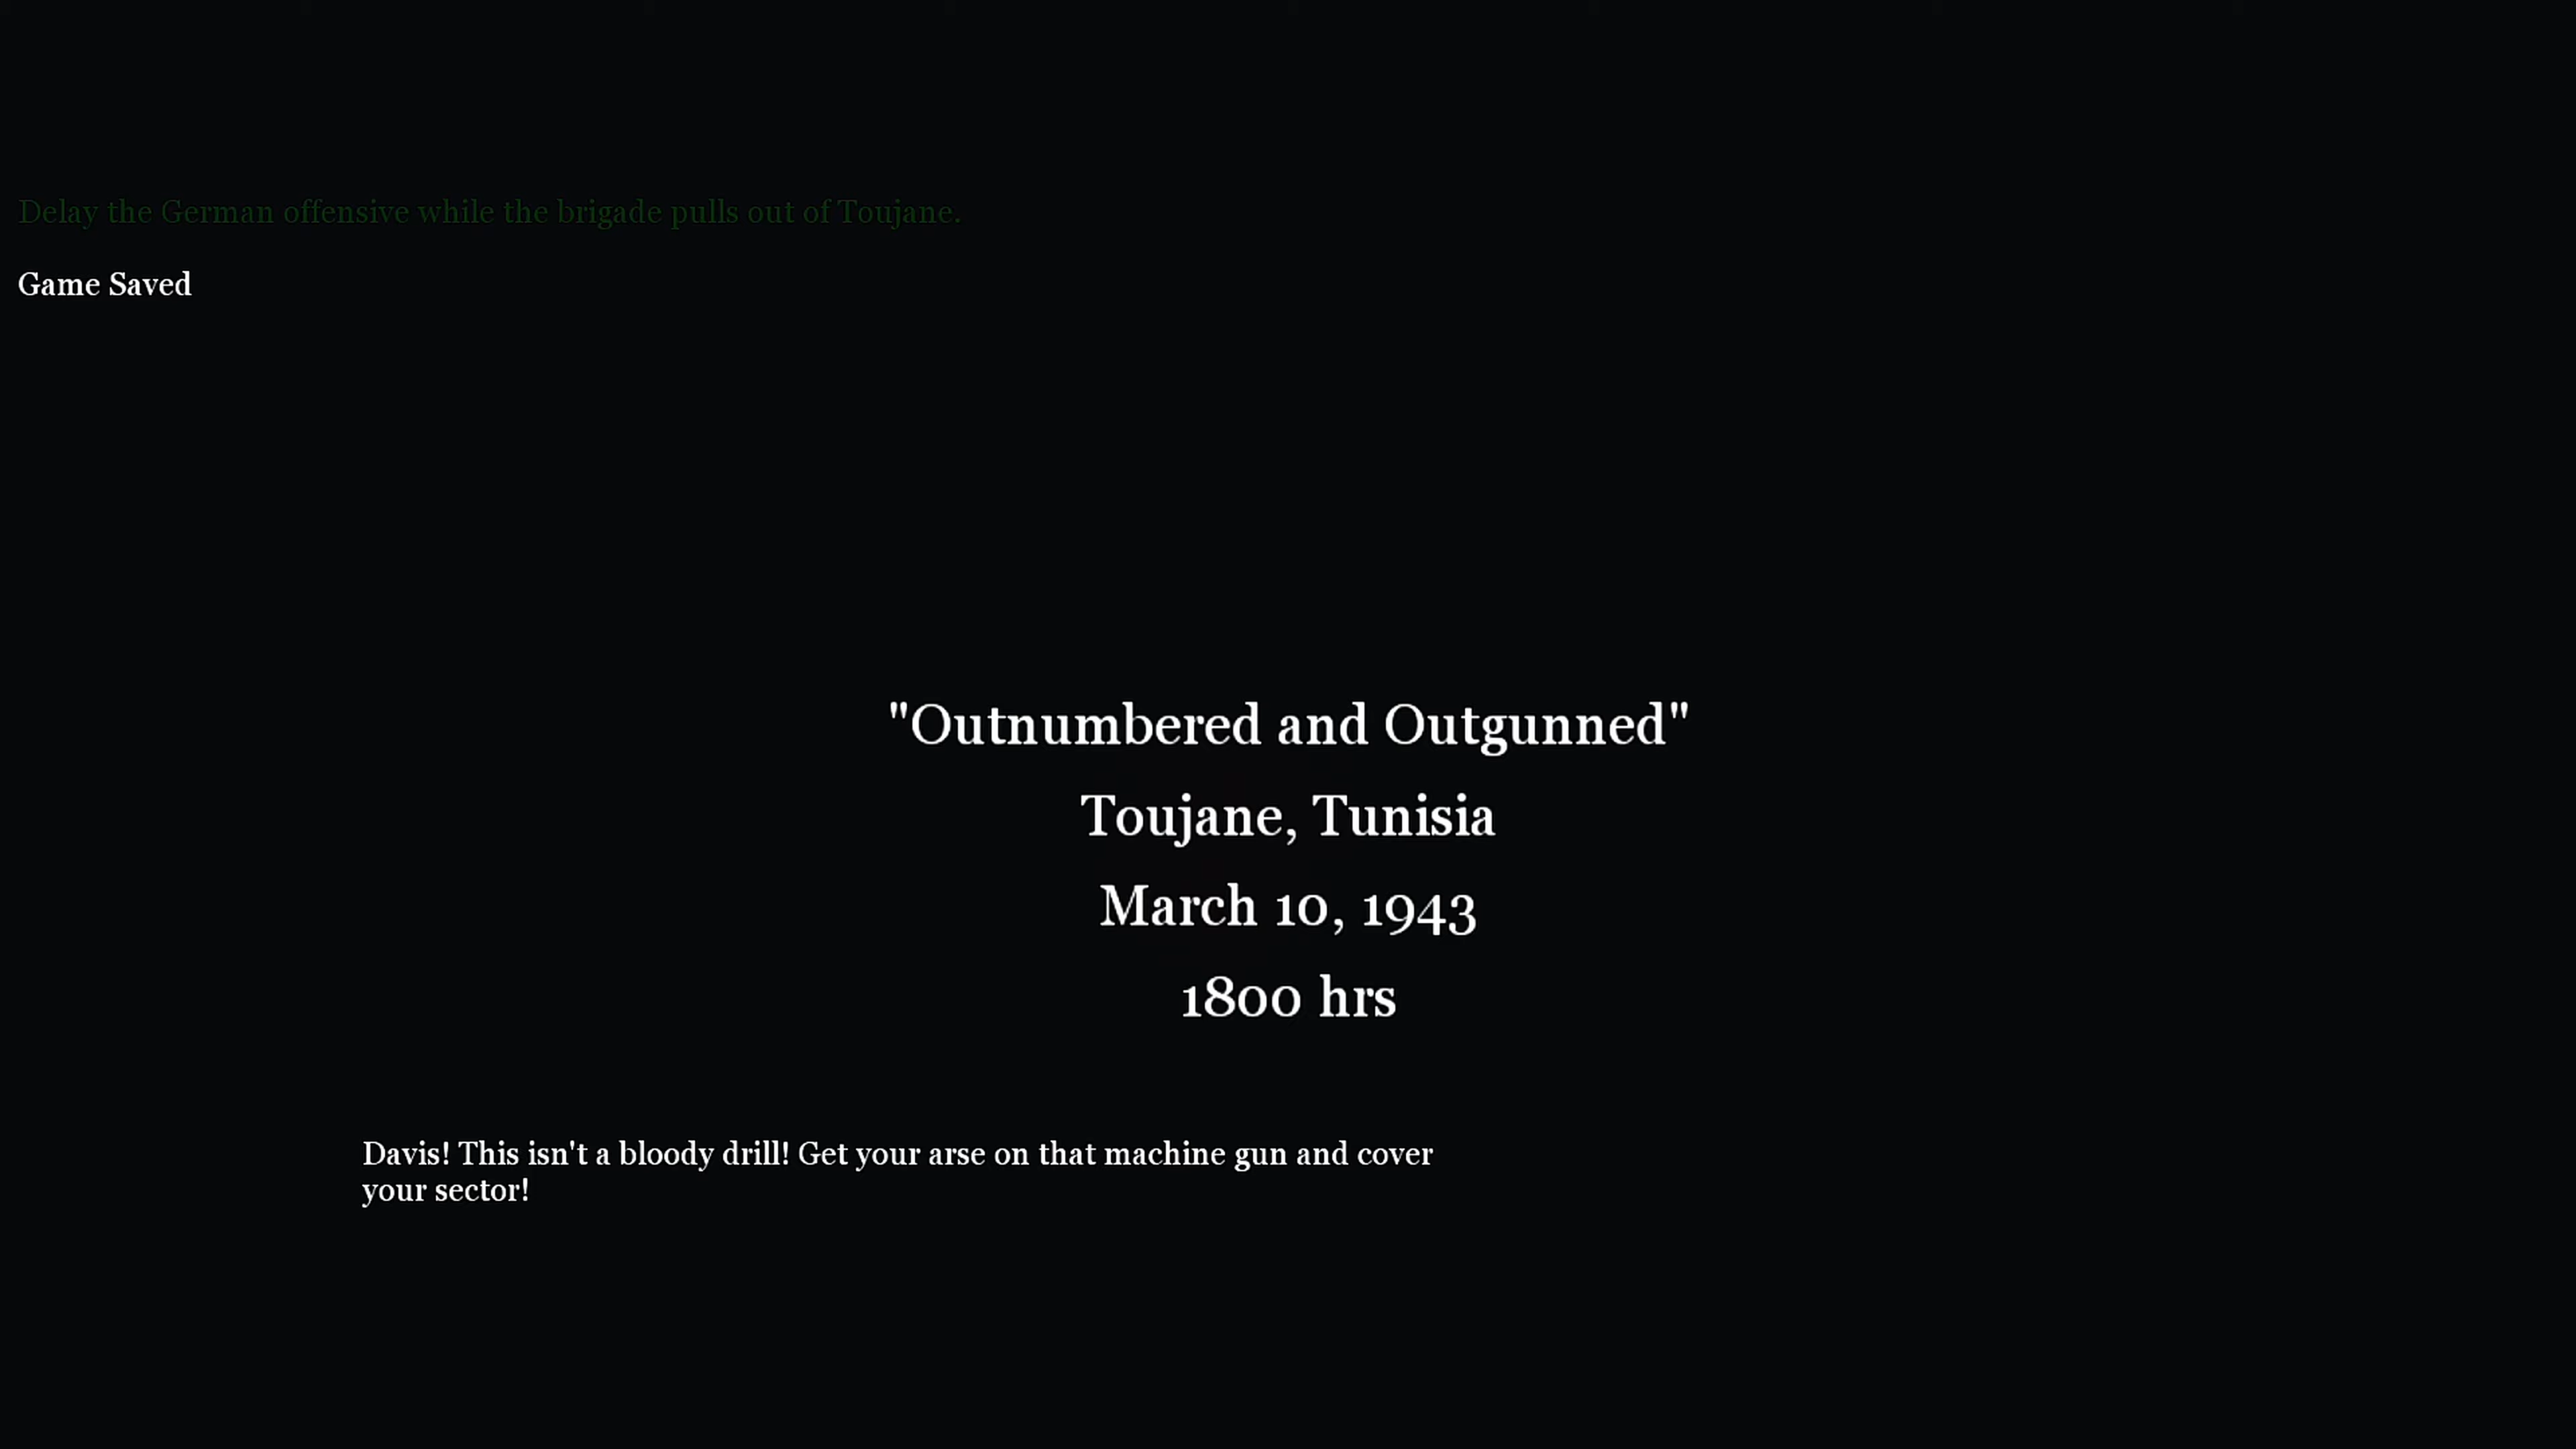 Delay the German offensive while the brigade pulls out of Toujane.
Game Saved
"Outnumbered and Outgunned"
Toujane, Tunisia
March 10, 1943
1800 hrs
Davis! This isn't a bloody drill! Get your arse on that machine gun and cover
your sector!